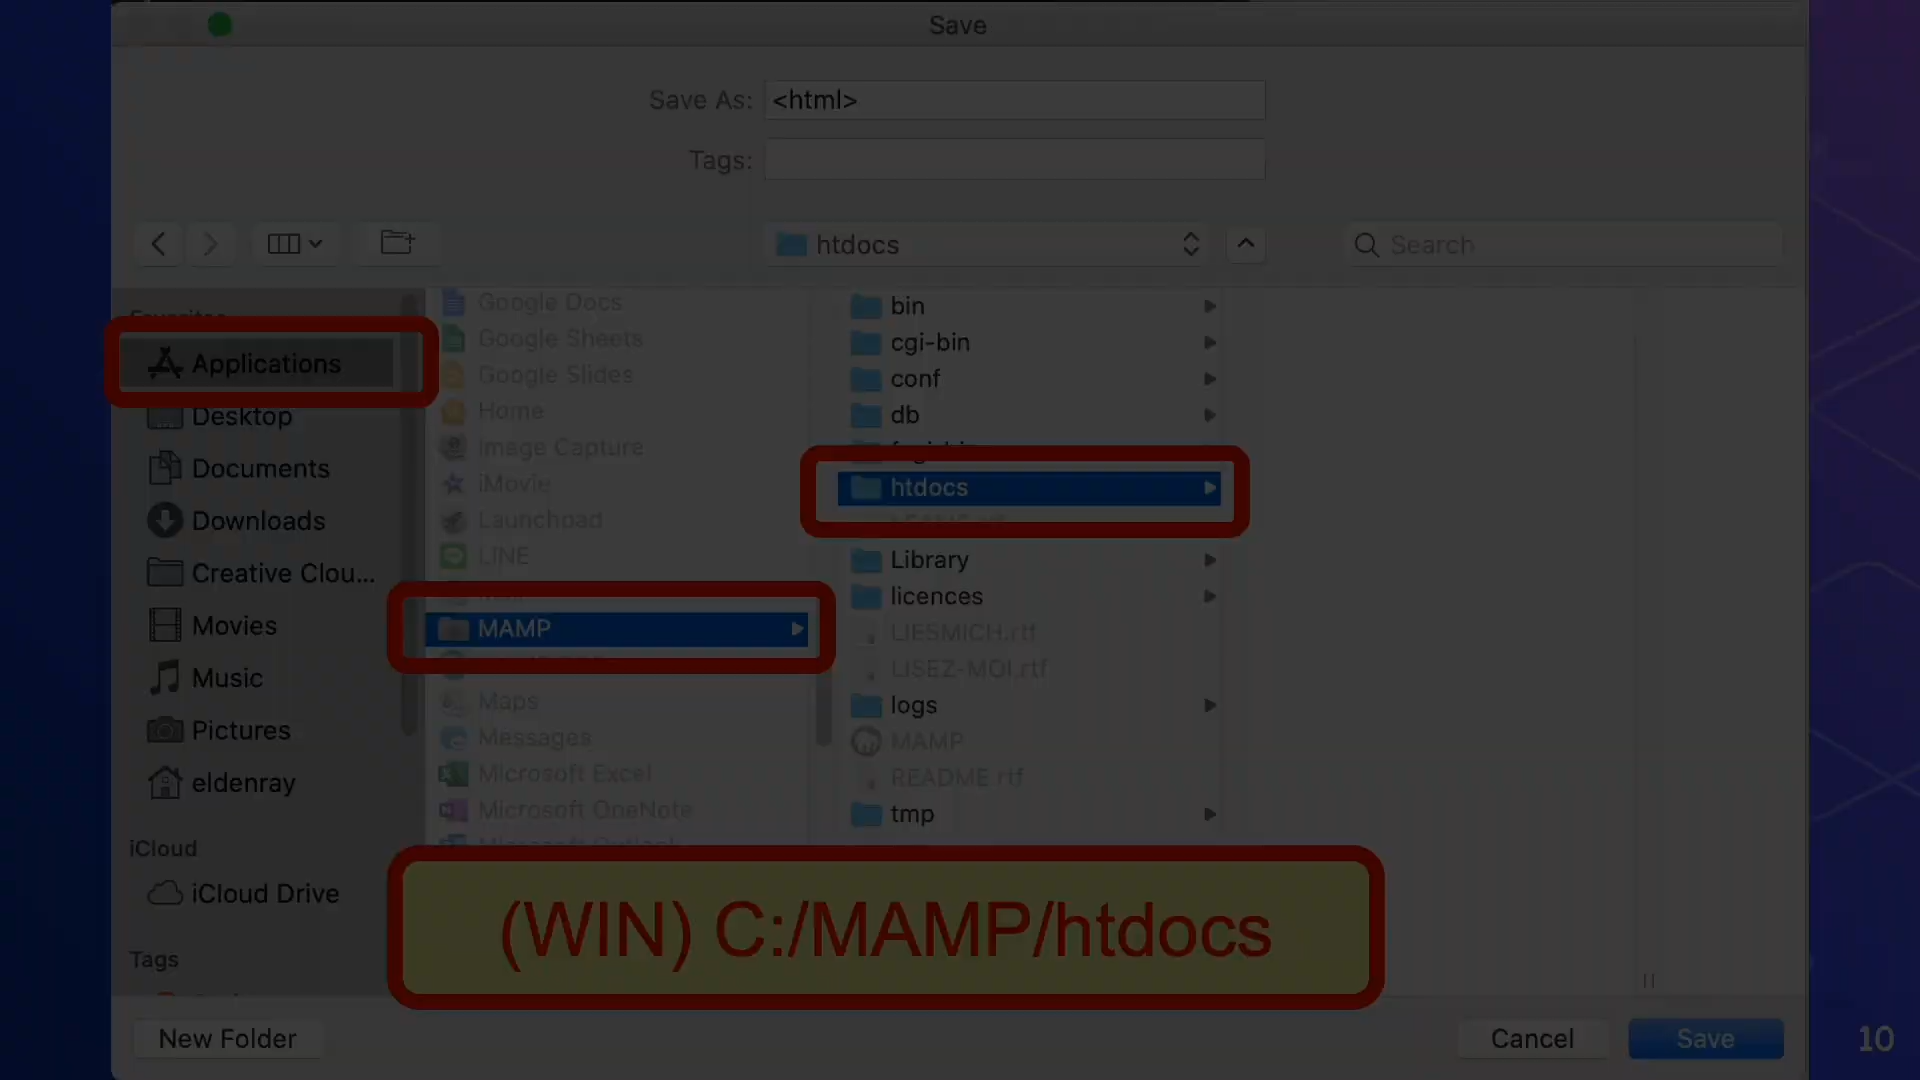 Save
Save As: <html>
Tags:
htdocs
Search
Favorites
Applications
Desktop
Documents
Downloads
Creative Clou...
Movies
Music
Pictures
eldenray
iCloud
iCloud Drive
Tags
Google Docs
Google Sheets
Google Slides
Home
Image Capture
iMovie
Launchpad
LINE
MAMP
Maps
Messages
Microsoft Excel
Microsoft OneNote
Microsoft Outlook
bin
cgi-bin
conf
db
htdocs
Library
licences
LIESMICH.rtf
LISEZ-MOI.rtf
logs
MAMP
README.rtf
tmp
(WIN) C:/MAMP/htdocs
New Folder
Cancel
Save
10